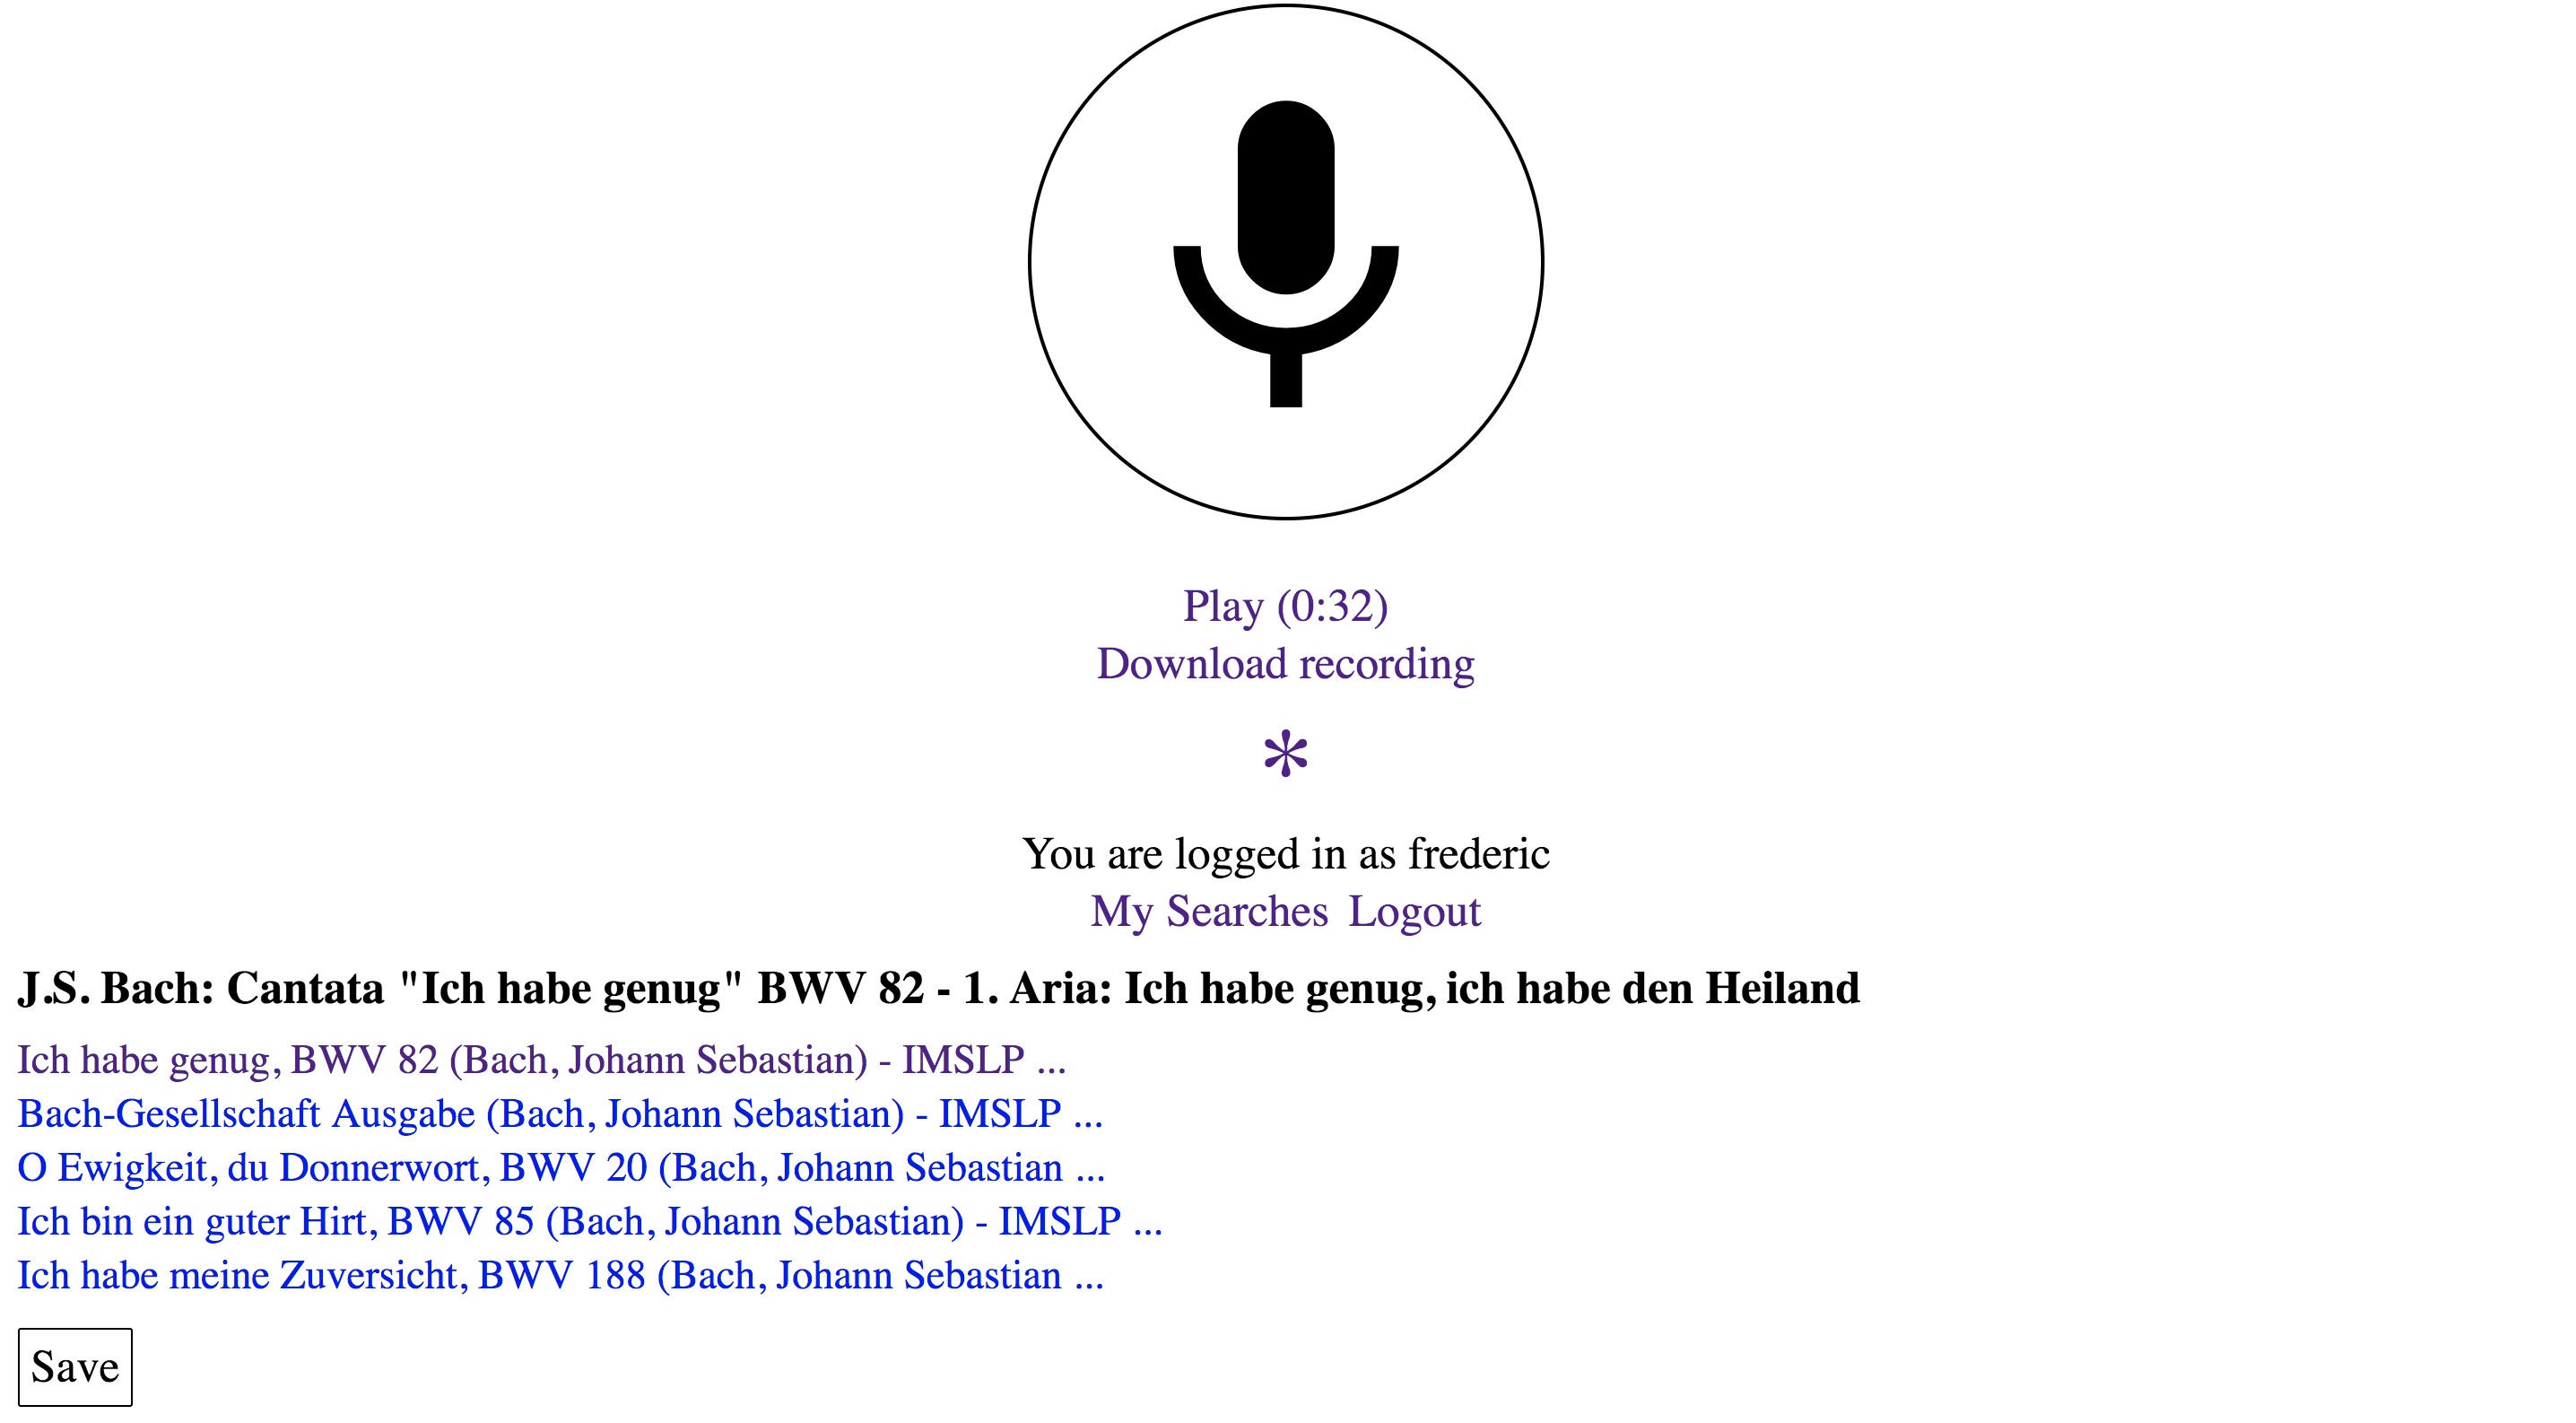 Play (0:32)
Download recording
*
You are logged in as frederic
My Searches Logout
J.S. Bach: Cantata "Ich habe genug" BWV 82 - 1. Aria: Ich habe genug, ich habe den Heiland
Ich habe genug, BWV 82 (Bach, Johann Sebastian) - IMSLP ...
Bach-Gesellschaft Ausgabe (Bach, Johann Sebastian) - IMSLP ...
O Ewigkeit, du Donnerwort, BWV 20 (Bach, Johann Sebastian ...
Ich bin ein guter Hirt, BWV 85 (Bach, Johann Sebastian) - IMSLP ...
Ich habe meine Zuversicht, BWV 188 (Bach, Johann Sebastian ...
Save